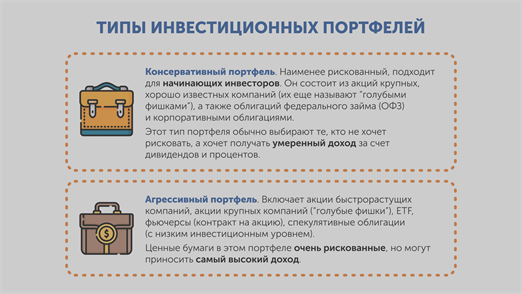 ТИПЫ ИНВЕСТИЦИОННЫХ ПОРТФЕЛЕЙ
Консервативный портфель. Наименее рискованный, подходит
для начинающих инвесторов. Он состоит из акций крупных,
хорошо известных компаний (их еще называют "голубыми
фишками"), а также облигаций федерального займа (ОФЗ)
и корпоративными облигациями.
Этот тип портфеля обычно выбирают те, кто не хочет
рисковать, а хочет получать умеренный доход за счет
дивидендов и процентов.
Агрессивный портфель. Включает акции быстрорастущих
компаний, акции крупных компаний ("голубые фишки"), ETF,
фьючерсы (контракт на акцию), спекулятивные облигации
(с низким инвестиционным уровнем).
Ценные бумаги в этом портфеле очень рискованные, но могут
приносить самый высокий доход.
$